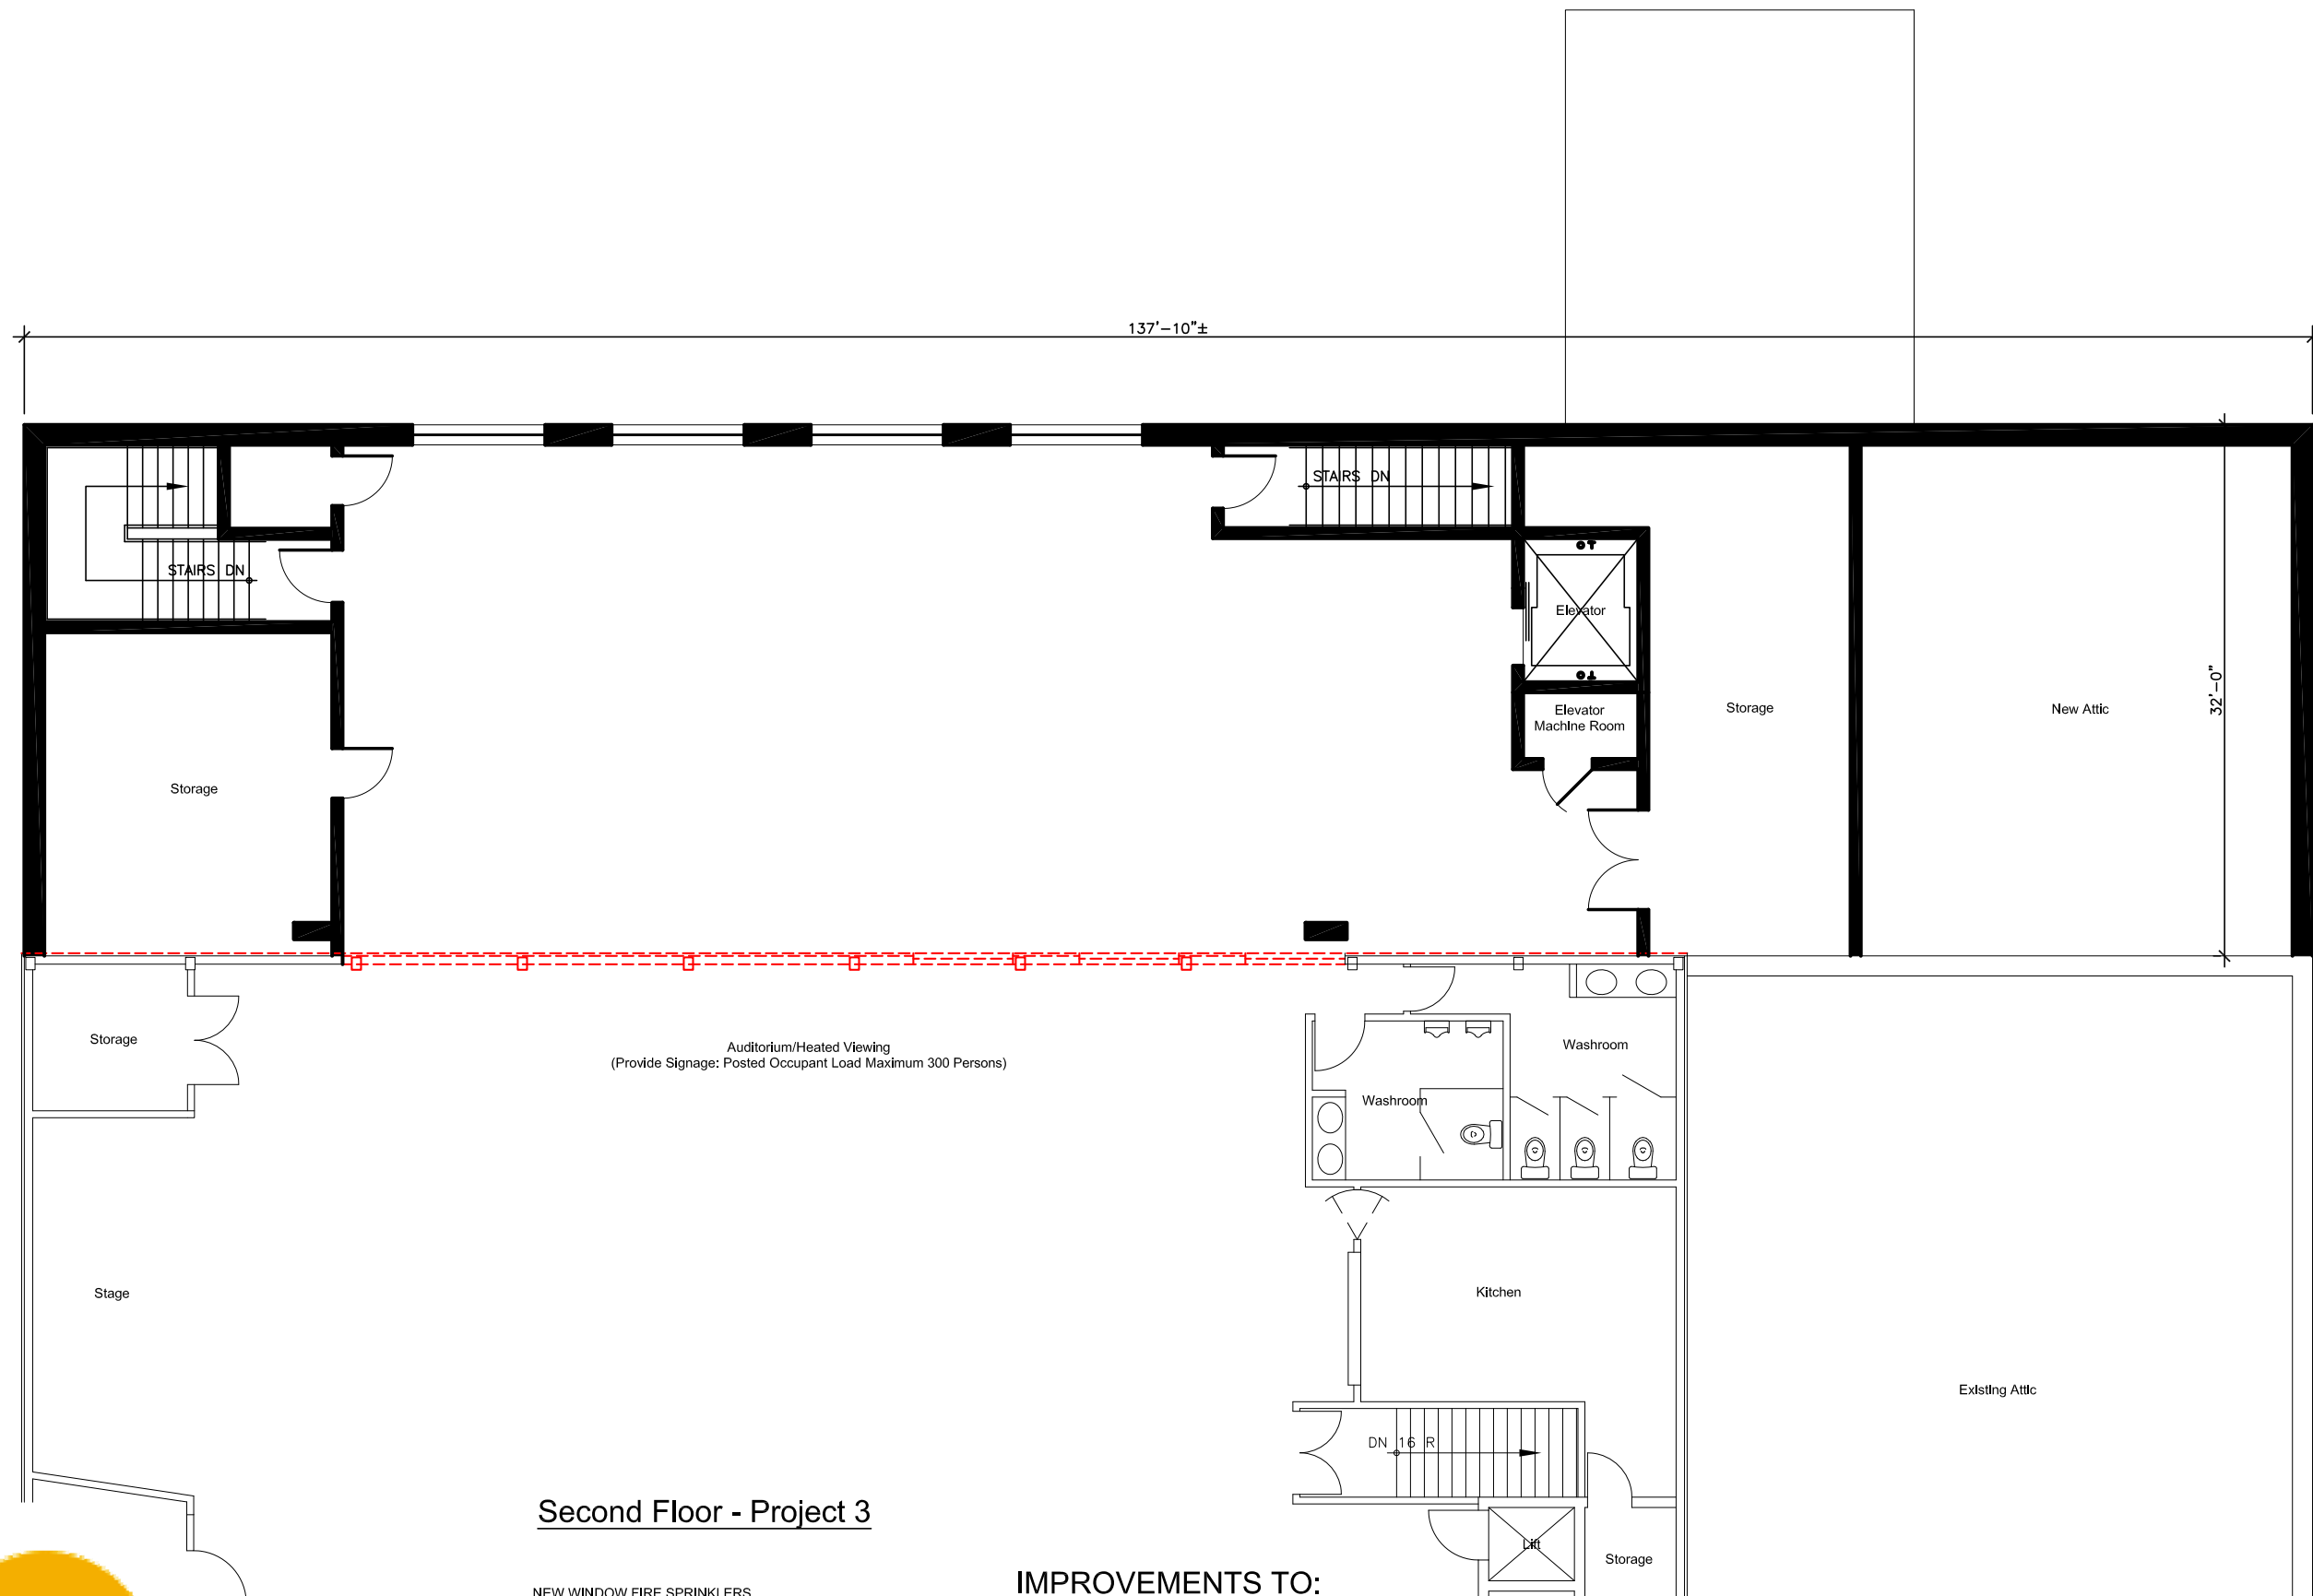 137'-10"±
STAIRS DN
STAIRS DN
Elevator
Elevator
Machine Room
Storage
New Attic
32'-0"
Storage
Storage
Auditorium/Heated Viewing
(Provide Signage: Posted Occupant Load Maximum 300 Persons)
Washroom
Washroom
Stage
Kitchen
Existing Attic
DN 16 R
Second Floor - Project 3
Lift
Storage
IMPROVEMENTS TO:
NEW WINDOW FIRE SPRINKLERS